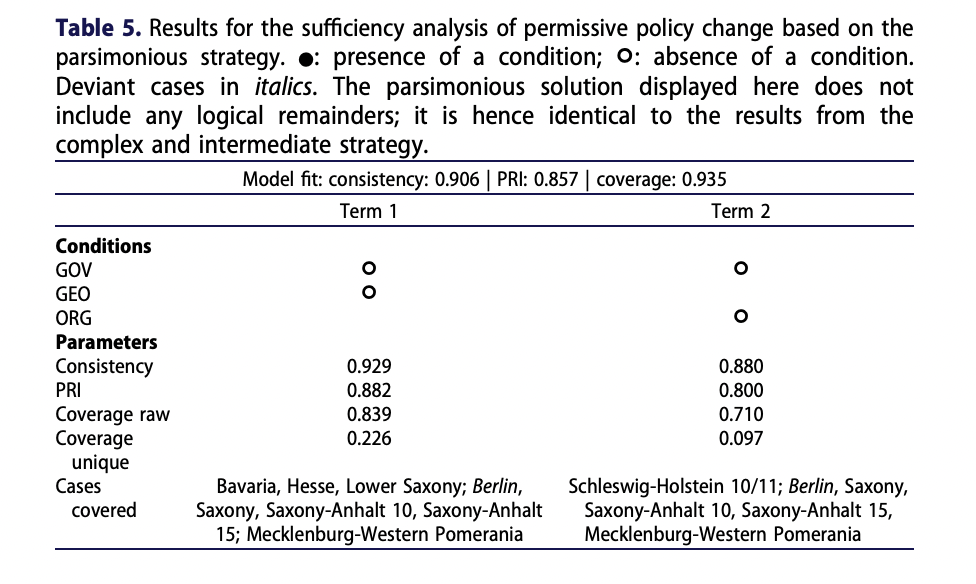 Table 5. Results for the sufficiency analysis of permissive policy change based on the
parsimonious strategy. ●: presence of a condition; O: absence of a condition.
Deviant cases in italics. The parsimonious solution displayed here does not
include any logical remainders; it is hence identical to the results from the
complex and intermediate strategy.
Model fit: consistency: 0.906 | PRI: 0.857 | coverage: 0.935
Term 1 Term 2
Conditions
GOV O O
GEO O
ORG O
Parameters
Consistency 0.929 0.880
PRI 0.882 0.800
Coverage raw 0.839 0.710
Coverage 0.226 0.097
unique
Cases Bavaria, Hesse, Lower Saxony; Berlin, Schleswig-Holstein 10/11; Berlin, Saxony,
covered Saxony, Saxony-Anhalt 10, Saxony-Anhalt Saxony-Anhalt 10, Saxony-Anhalt 15,
15; Mecklenburg-Western Pomerania Mecklenburg-Western Pomerania